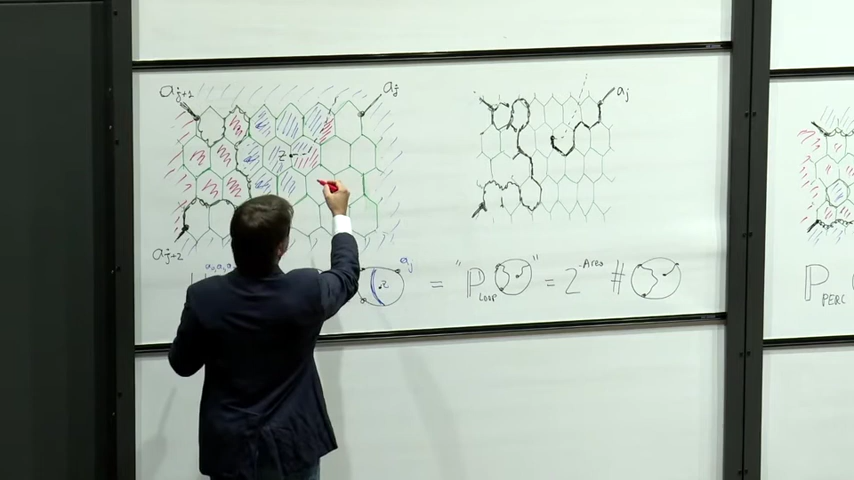 a_{j+1}
a_j
z
a_{j+2}
a_j
a_j
z
= "P_{LOOP}" = 2^{-Area} #
P_{PERC}